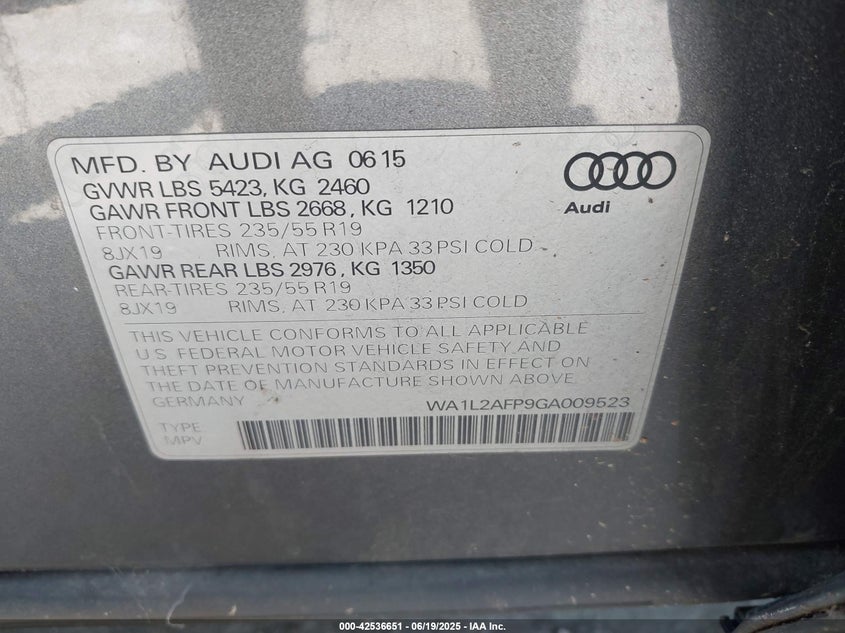 MFD. BY AUDI AG 06 15
GVWR LBS 5423, KG 2460
GAWR FRONT LBS 2668, KG 1210
FRONT-TIRES 235/55 R19
8JX19 RIMS, AT 230 KPA 33 PSI COLD
GAWR REAR LBS 2976, KG 1350
REAR-TIRES 235/55 R19
8JX19 RIMS, AT 230 KPA 33 PSI COLD
Audi
THIS VEHICLE CONFORMS TO ALL APPLICABLE
U.S. FEDERAL MOTOR VEHICLE SAFETY AND
THEFT PREVENTION STANDARDS IN EFFECT ON
THE DATE OF MANUFACTURE SHOWN ABOVE.
GERMANY WA1L2AFP9GA009523
TYPE
MPV
000-42536651 - 06/19/2025 - IAA Inc.